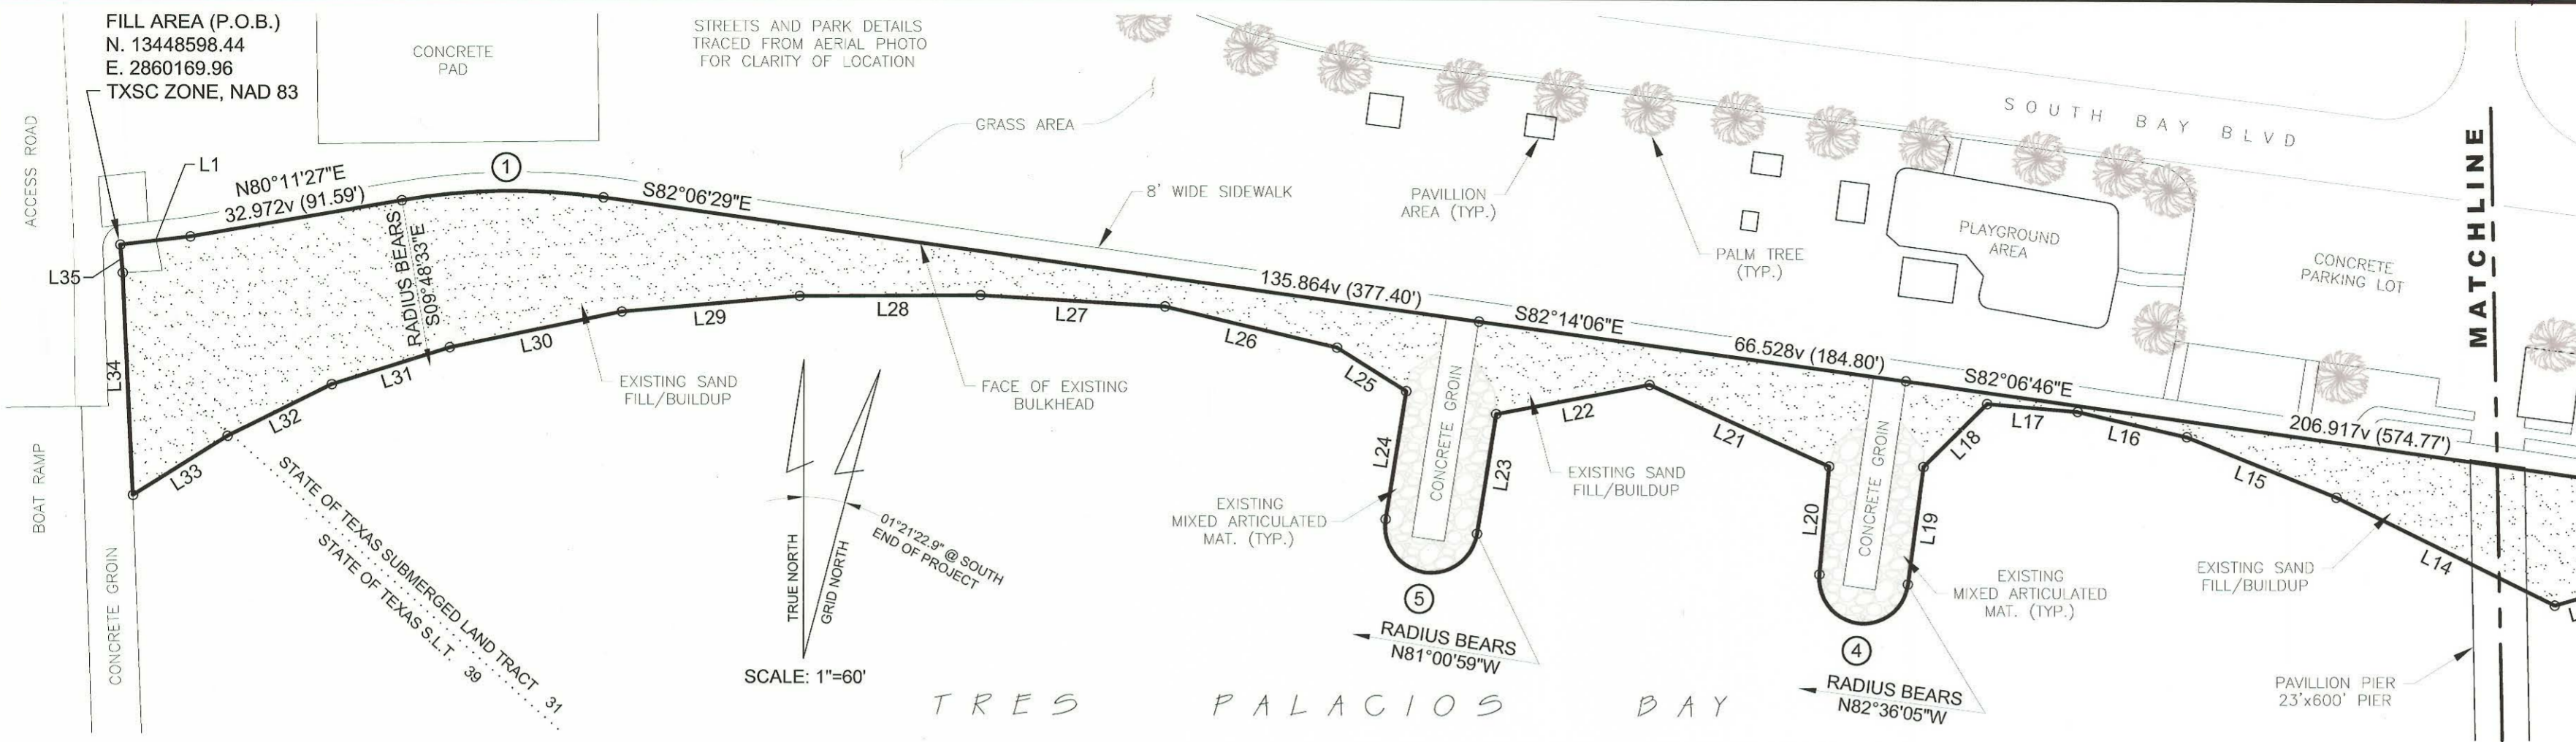 FILL AREA (P.O.B.)
N. 13448598.44
E. 2860169.96
TXSC ZONE, NAD 83
CONCRETE
PAD
STREETS AND PARK DETAILS
TRACED FROM AERIAL PHOTO
FOR CLARITY OF LOCATION
GRASS AREA
SOUTH BAY BLVD
MATCHLINE
ACCESS ROAD
L1
N80°11'27"E
32.972v (91.59')
1
S82°06'29"E
8' WIDE SIDEWALK
PAVILLION
AREA (TYP.)
PALM TREE
(TYP.)
PLAYGROUND
AREA
CONCRETE
PARKING LOT
L35
RADIUS BEARS
S09°48'33"E
135.864v (377.40')
S82°14'06"E
66.528v (184.80')
S82°06'46"E
206.917v (574.77')
L34
L33
L32
L31
L30
L29
L28
L27
L26
L25
L24
L23
L22
L21
L20
L19
L18
L17
L16
L15
L14
EXISTING SAND
FILL/BUILDUP
FACE OF EXISTING
BULKHEAD
CONCRETE GROIN
CONCRETE GROIN
EXISTING
MIXED ARTICULATED
MAT. (TYP.)
EXISTING SAND
FILL/BUILDUP
EXISTING
MIXED ARTICULATED
MAT. (TYP.)
EXISTING SAND
FILL/BUILDUP
BOAT RAMP
CONCRETE GROIN
STATE OF TEXAS SUBMERGED LAND TRACT 31
STATE OF TEXAS S.L.T. 39
TRUE NORTH
GRID NORTH
01°21'22.9" @ SOUTH
END OF PROJECT
SCALE: 1"=60'
5
RADIUS BEARS
N81°00'59"W
4
RADIUS BEARS
N82°36'05"W
PAVILLION PIER
23'x600' PIER
TRES PALACIOS BAY